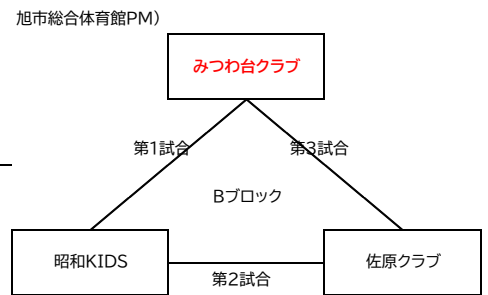 旭市総合体育館PM）
みつわ台クラブ
第1試合
第3試合
Bブロック
昭和KIDS
佐原クラブ
第2試合